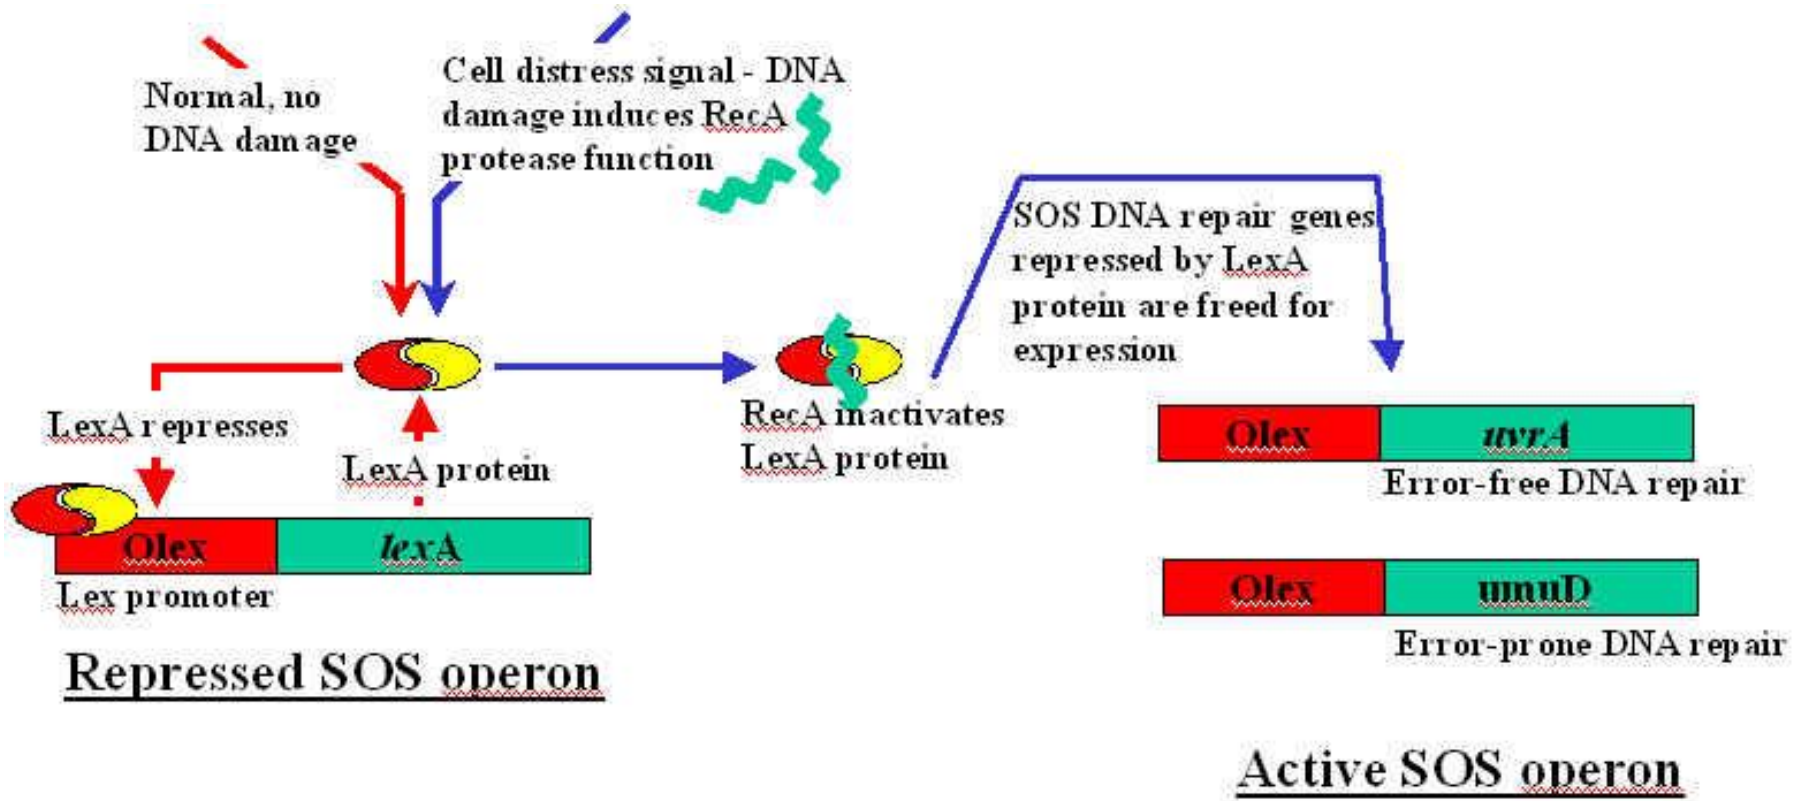 Normal, no
DNA damage
Cell distress signal - DNA
damage induces RecA
protease function
SOS DNA repair genes
repressed by LexA
protein are freed for
expression
LexA represses
LexA protein
RecA inactivates
LexA protein
Olex
lexA
Lex promoter
Repressed SOS operon
Olex
uvrA
Error-free DNA repair
Olex
umuD
Error-prone DNA repair
Active SOS operon